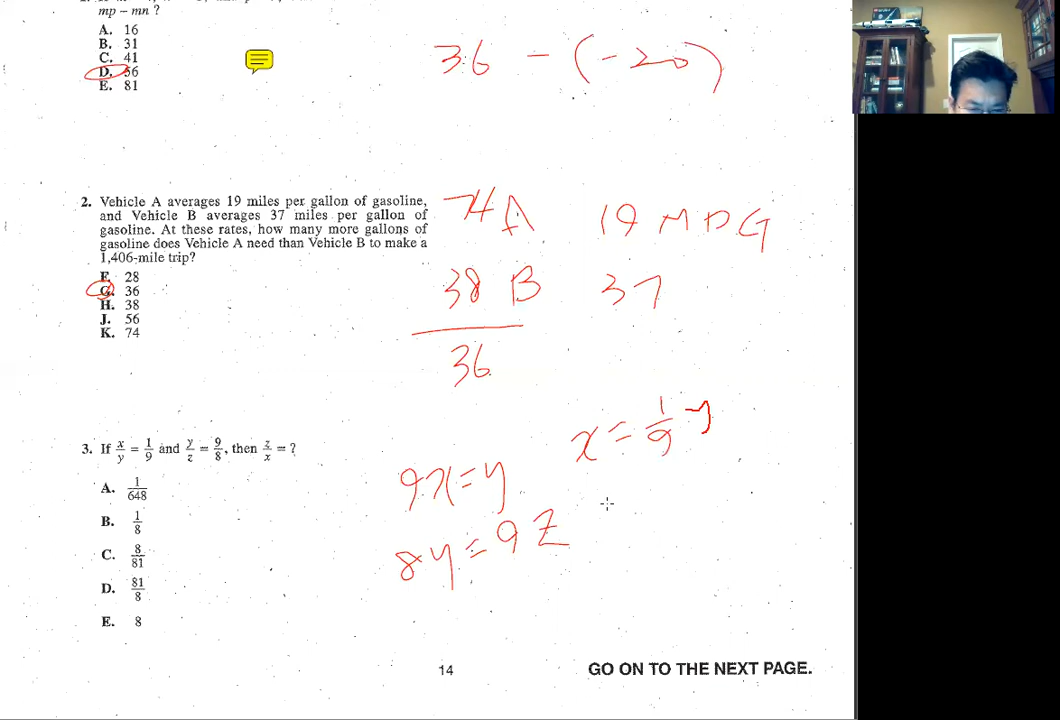 mp – mn ?
A. 16
B. 31
C. 41
D. 56
E. 81
36 - (-20)
2. Vehicle A averages 19 miles per gallon of gasoline,
and Vehicle B averages 37 miles per gallon of
gasoline. At these rates, how many more gallons of
gasoline does Vehicle A need than Vehicle B to make a
1,406-mile trip?
F. 28
G. 36
H. 38
J. 56
K. 74
74 A 19 MPG
38 B 37
36
3. If x/y = 1/9 and y/z = 9/8, then z/x = ?
A. 1/648
B. 1/8
C. 8/81
D. 81/8
E. 8
x = 1/9 y
9x = y
8y = 9z
14
GO ON TO THE NEXT PAGE.